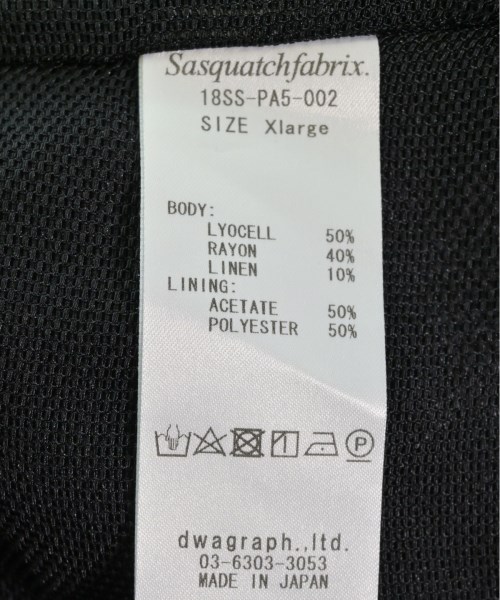 Sasquatchfabrix.
18SS-PA5-002
SIZE Xlarge
BODY:
LYOCELL 50%
RAYON 40%
LINEN 10%
LINING:
ACETATE 50%
POLYESTER 50%
P
dwagraph.,ltd.
03-6303-3053
MADE IN JAPAN